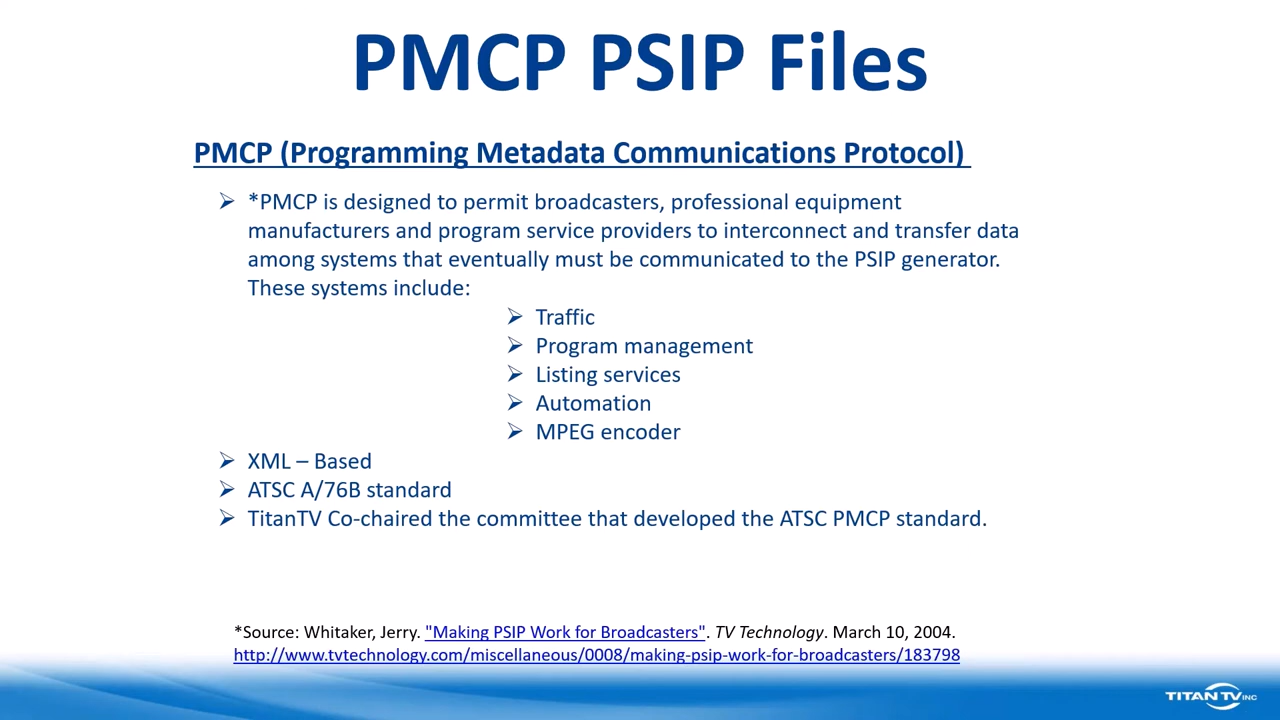 PMCP PSIP Files
PMCP (Programming Metadata Communications Protocol)
➢ *PMCP is designed to permit broadcasters, professional equipment
manufacturers and program service providers to interconnect and transfer data
among systems that eventually must be communicated to the PSIP generator.
These systems include:
➢ Traffic
➢ Program management
➢ Listing services
➢ Automation
➢ MPEG encoder
➢ XML – Based
➢ ATSC A/76B standard
➢ TitanTV Co-chaired the committee that developed the ATSC PMCP standard.
*Source: Whitaker, Jerry. "Making PSIP Work for Broadcasters". TV Technology. March 10, 2004.
http://www.tvtechnology.com/miscellaneous/0008/making-psip-work-for-broadcasters/183798
TITAN TV INC